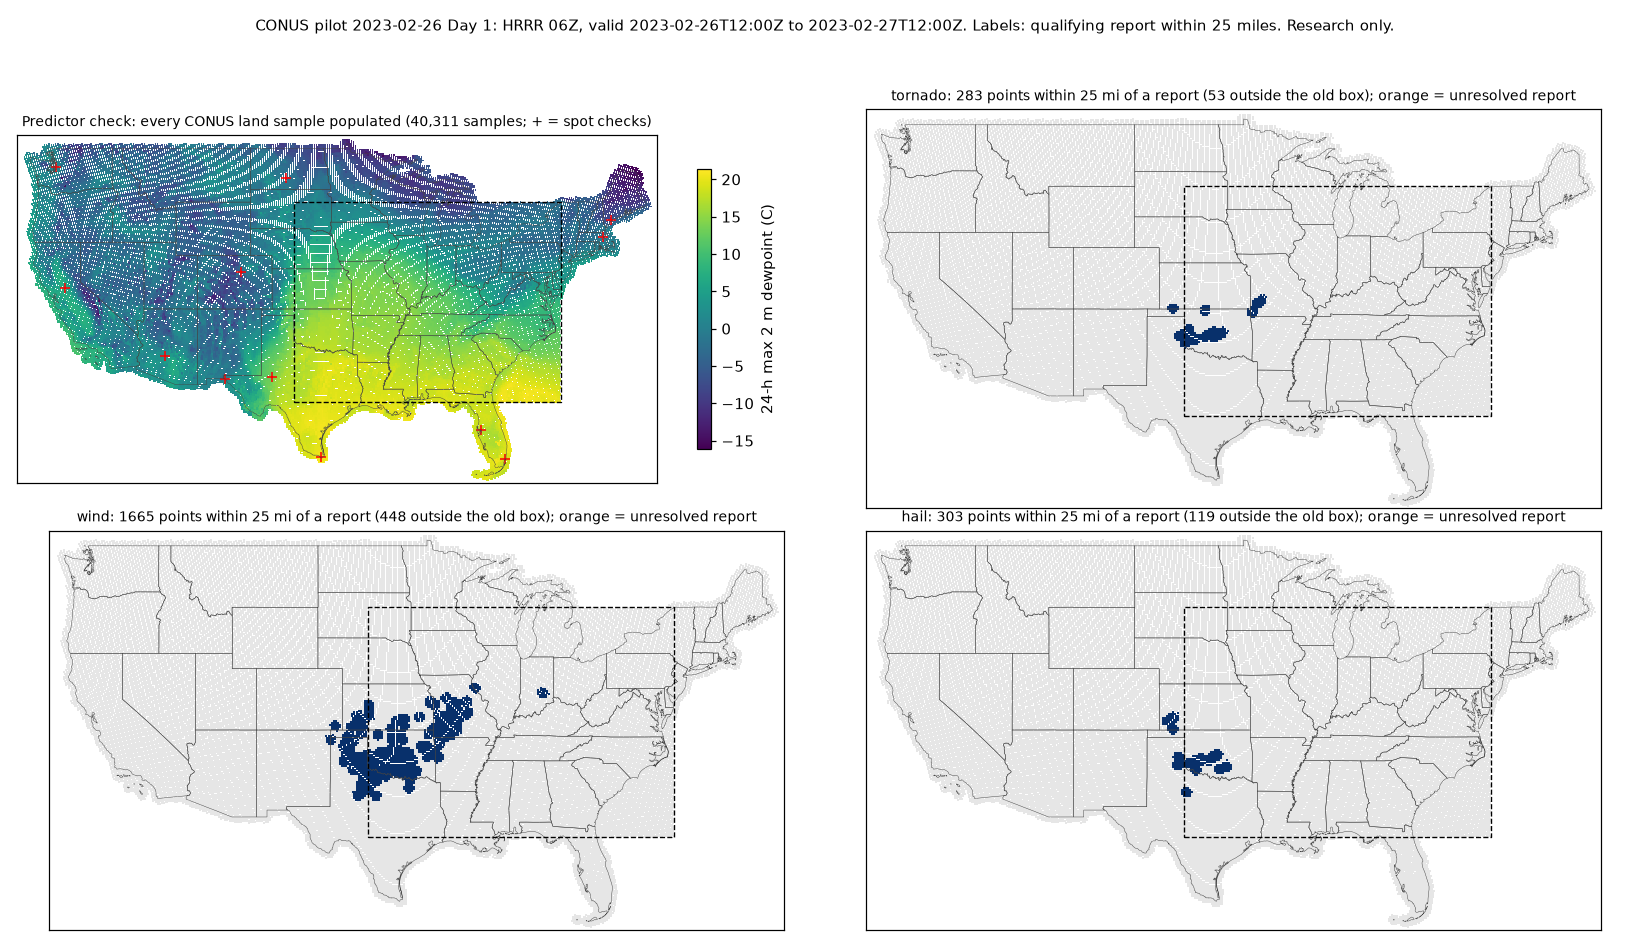 CONUS pilot 2023-02-26 Day 1: HRRR 06Z, valid 2023-02-26T12:00Z to 2023-02-27T12:00Z. Labels: qualifying report within 25 miles. Research only.
Predictor check: every CONUS land sample populated (40,311 samples; + = spot checks)
20
15
10
5
0
−5
−10
−15
24-h max 2 m dewpoint (C)
tornado: 283 points within 25 mi of a report (53 outside the old box); orange = unresolved report
wind: 1665 points within 25 mi of a report (448 outside the old box); orange = unresolved report
hail: 303 points within 25 mi of a report (119 outside the old box); orange = unresolved report